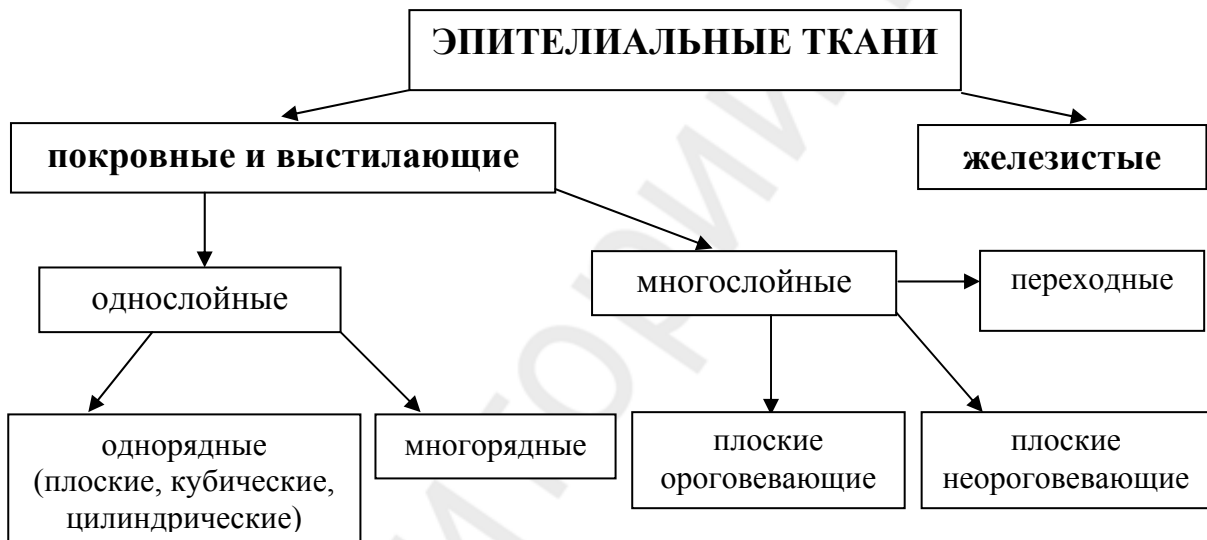 ЭПИТЕЛИАЛЬНЫЕ ТКАНИ
покровные и выстилающие
железистые
однослойные
многослойные
переходные
однорядные
(плоские, кубические,
цилиндрические)
многорядные
плоские
ороговевающие
плоские
неороговевающие